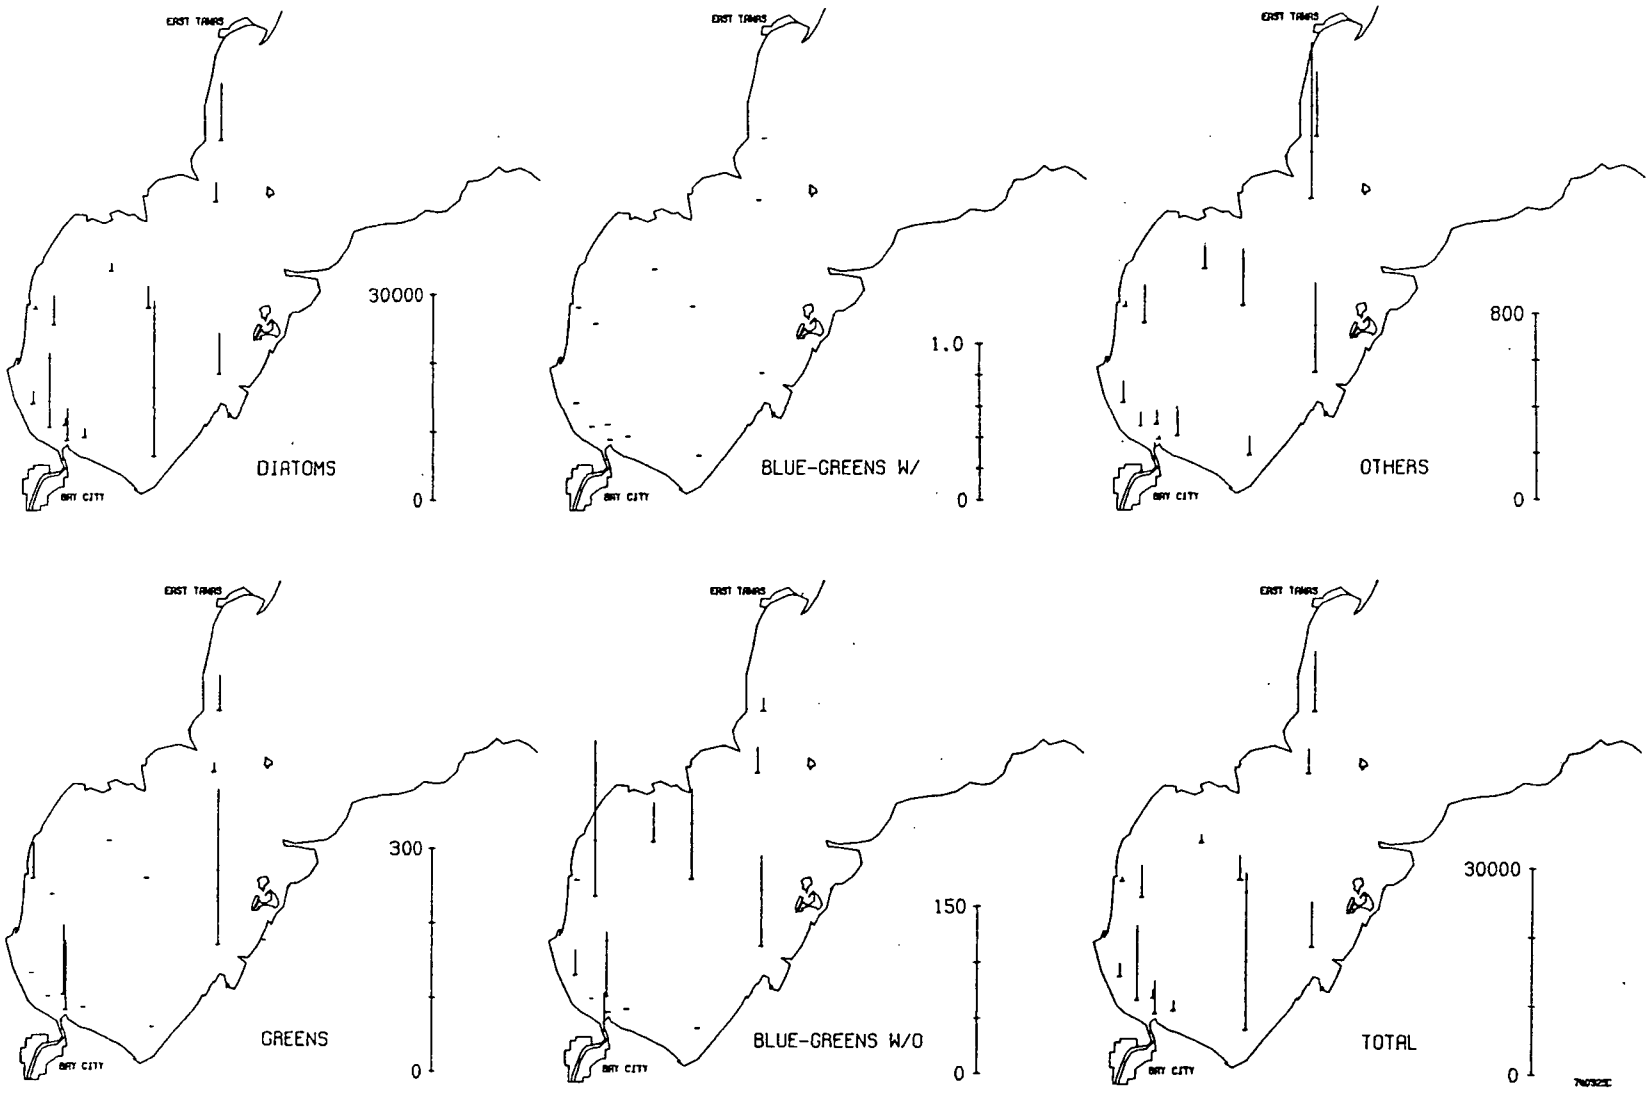 EAST TAWAS
30000
0
DIATOMS
BAY CITY
EAST TAWAS
1.0
0
BLUE-GREENS W/
BAY CITY
EAST TAWAS
800
0
OTHERS
BAY CITY
EAST TAWAS
300
0
GREENS
BAY CITY
EAST TAWAS
150
0
BLUE-GREENS W/O
BAY CITY
EAST TAWAS
30000
0
TOTAL
BAY CITY